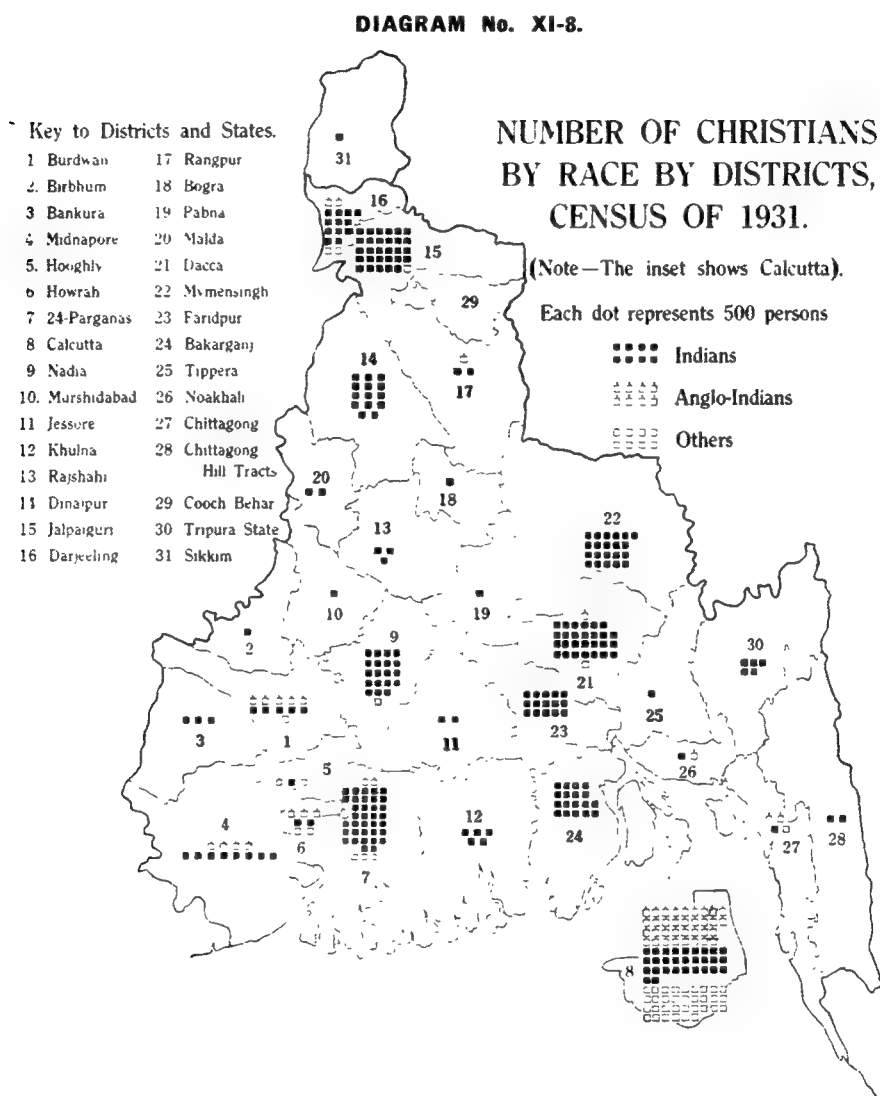 DIAGRAM No. XI-8.
NUMBER OF CHRISTIANS
BY RACE BY DISTRICTS,
CENSUS OF 1931.
(Note—The inset shows Calcutta).
Each dot represents 500 persons
Indians
Anglo-Indians
Others
Key to Districts and States.
1 Burdwan 17 Rangpur
2. Birbhum 18 Bogra
3 Bankura 19 Pabna
4 Midnapore 20 Malda
5. Hooghly 21 Dacca
6 Howrah 22 Mymensingh
7 24-Parganas 23 Faridpur
8 Calcutta 24 Bakarganj
9 Nadia 25 Tippera
10. Murshidabad 26 Noakhali
11 Jessore 27 Chittagong
12 Khulna 28 Chittagong
Hill Tracts
13 Rajshahi
14 Dinajpur 29 Cooch Behar
15 Jalpaiguri 30 Tripura State
16 Darjeeling 31 Sikkim
31
16
15
29
14
17
20
18
13
22
10
19
2
9
30
21
3
1
11
23
25
5
26
4
6
12
24
27
28
7
8